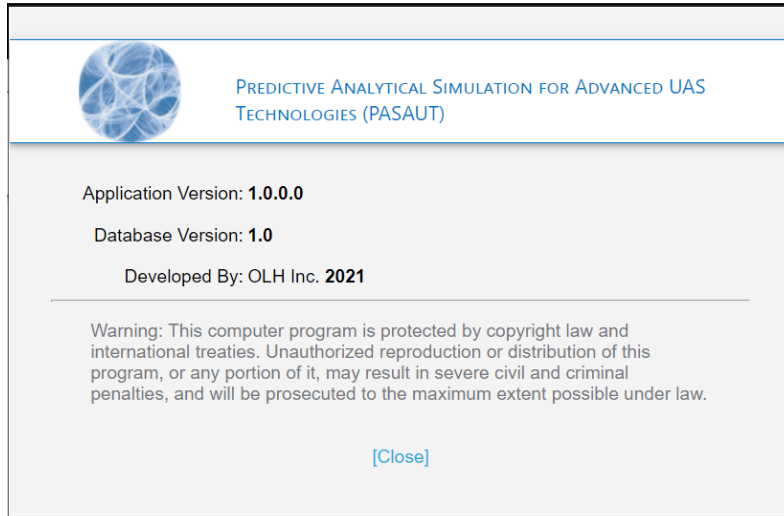 PREDICTIVE ANALYTICAL SIMULATION FOR ADVANCED UAS
TECHNOLOGIES (PASAUT)
Application Version: 1.0.0.0
Database Version: 1.0
Developed By: OLH Inc. 2021
Warning: This computer program is protected by copyright law and
international treaties. Unauthorized reproduction or distribution of this
program, or any portion of it, may result in severe civil and criminal
penalties, and will be prosecuted to the maximum extent possible under law.
[Close]